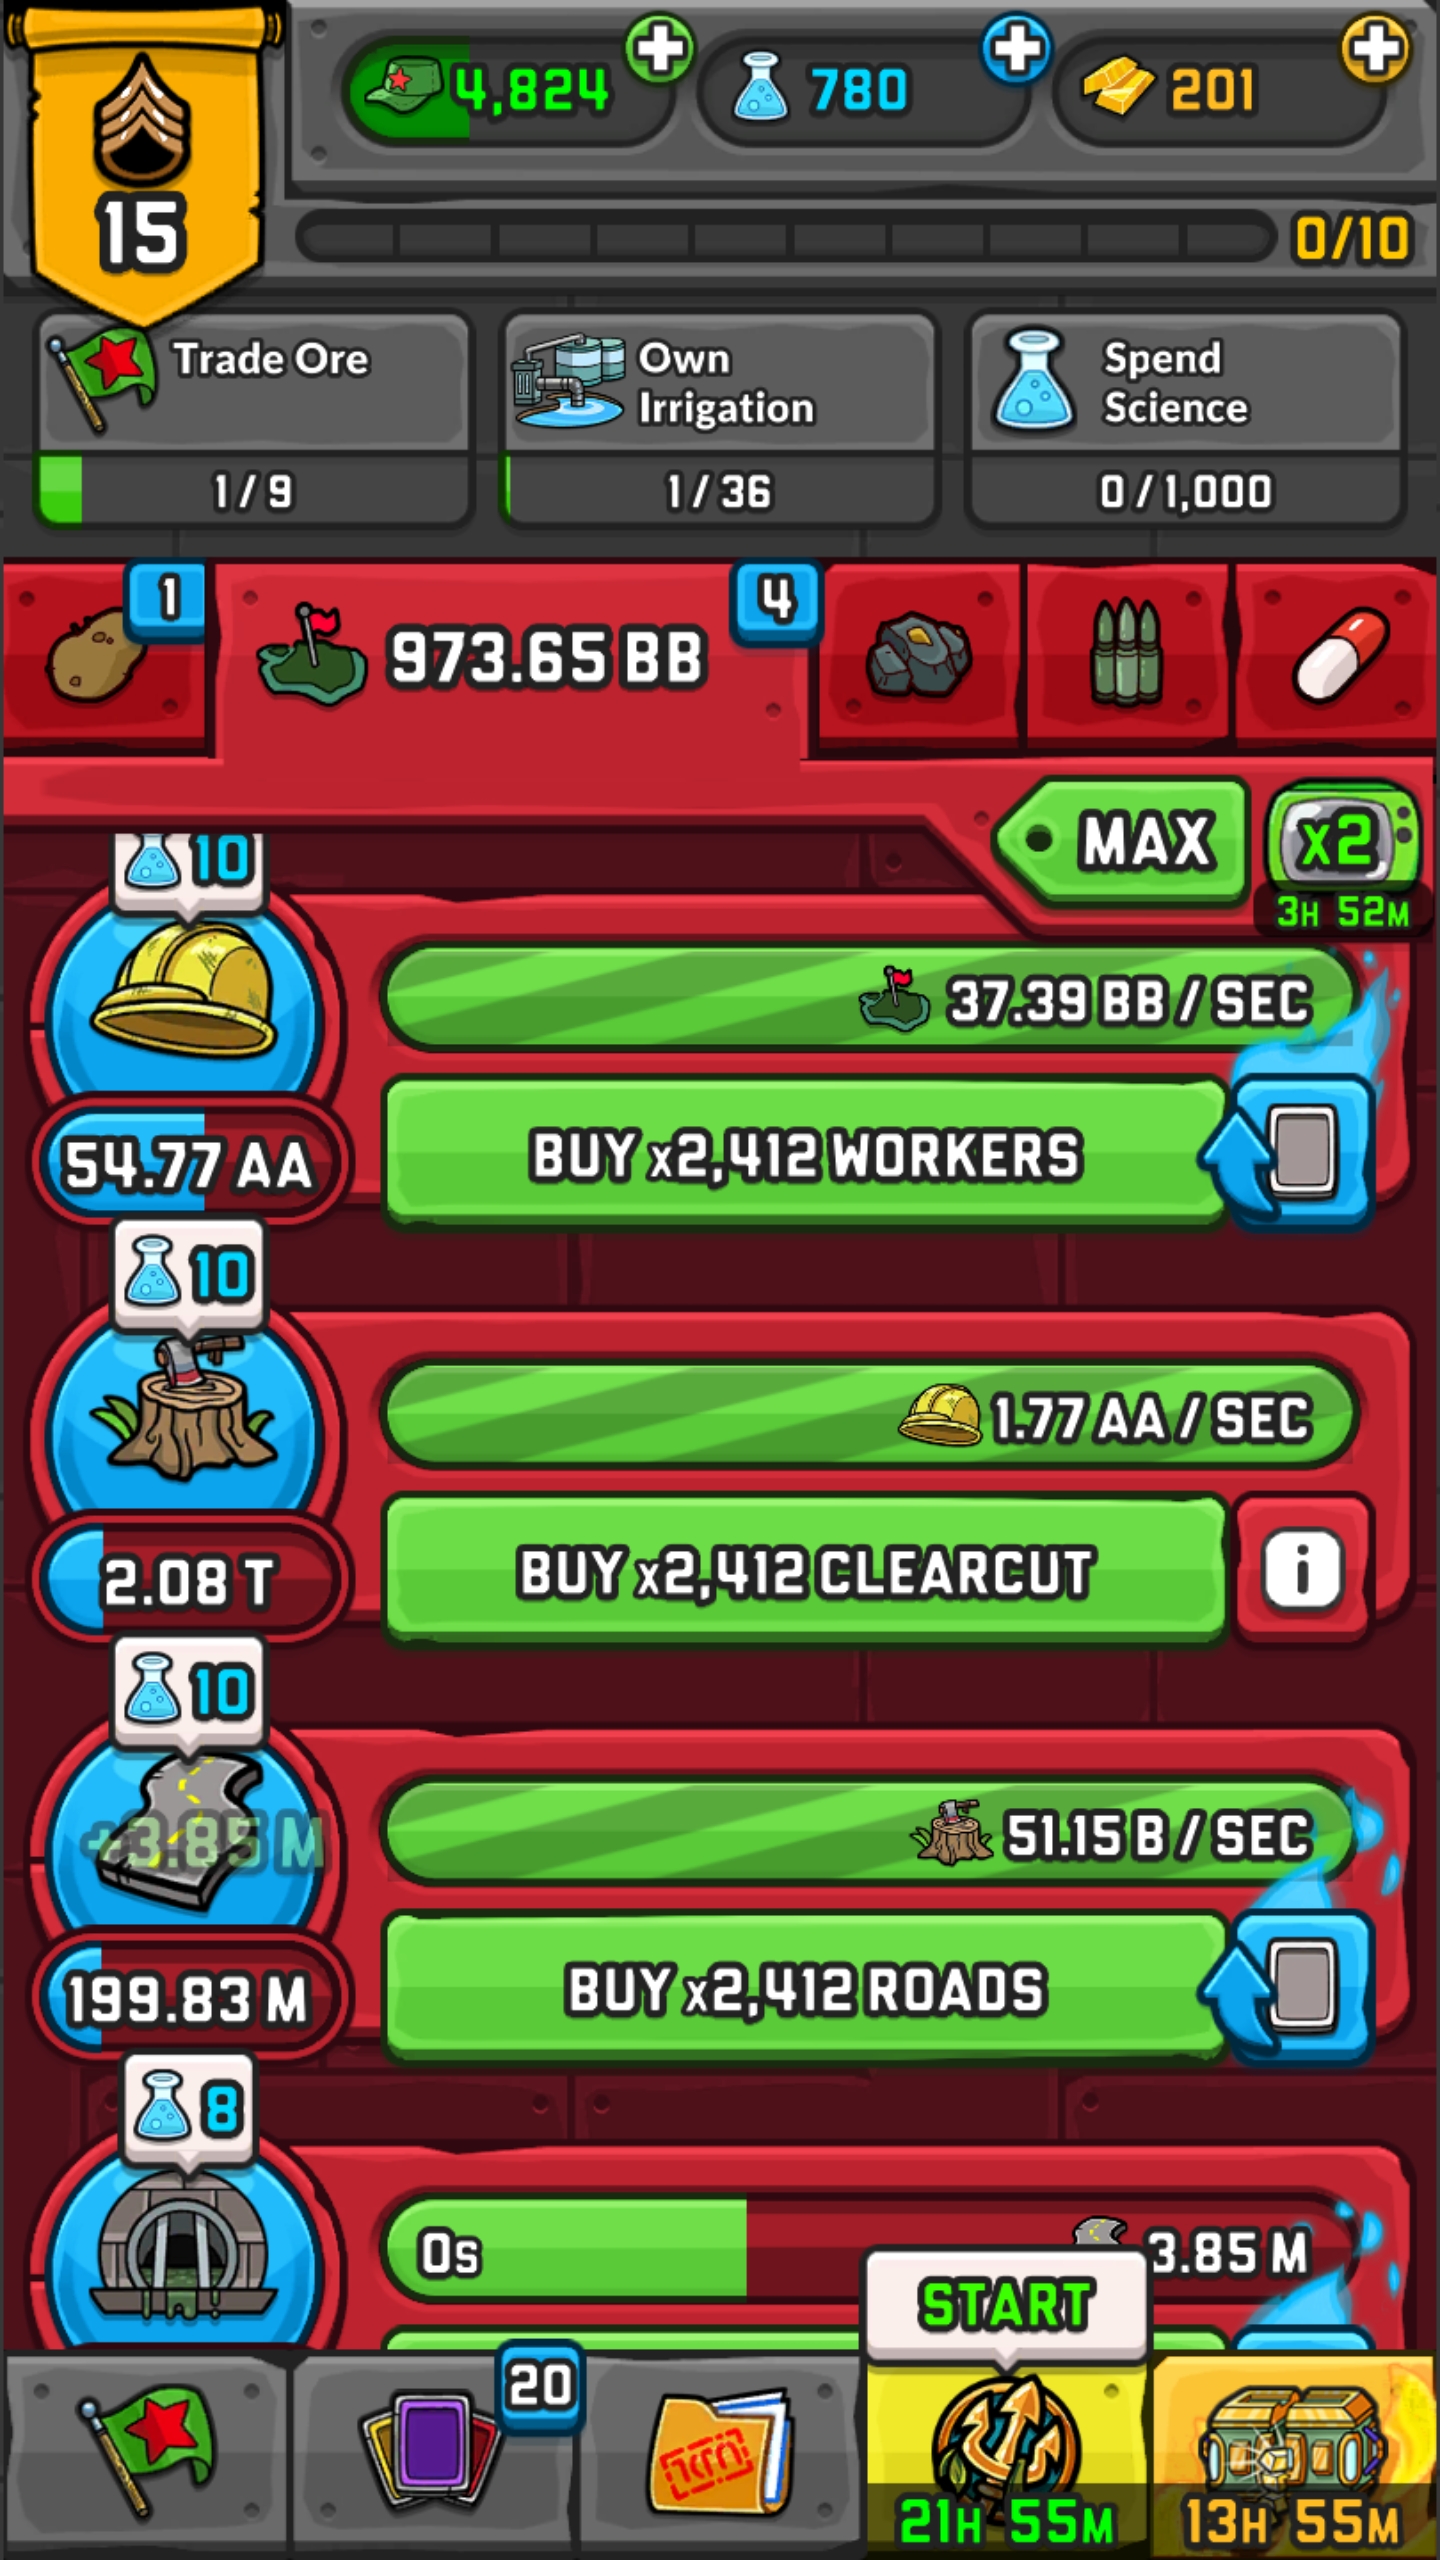 4,824
780
201
15
0/10
Trade Ore
1/9
Own
Irrigation
1/36
Spend
Science
0/1,000
1
973.65 BB
4
MAX
x2
3H 52M
10
37.39 BB / SEC
54.77 AA
BUY x2,412 WORKERS
10
1.77 AA / SEC
2.08 T
BUY x2,412 CLEARCUT
i
10
+3.85 M
51.15 B / SEC
199.83 M
BUY x2,412 ROADS
8
0s
3.85 M
START
20
21H 55M
13H 55M